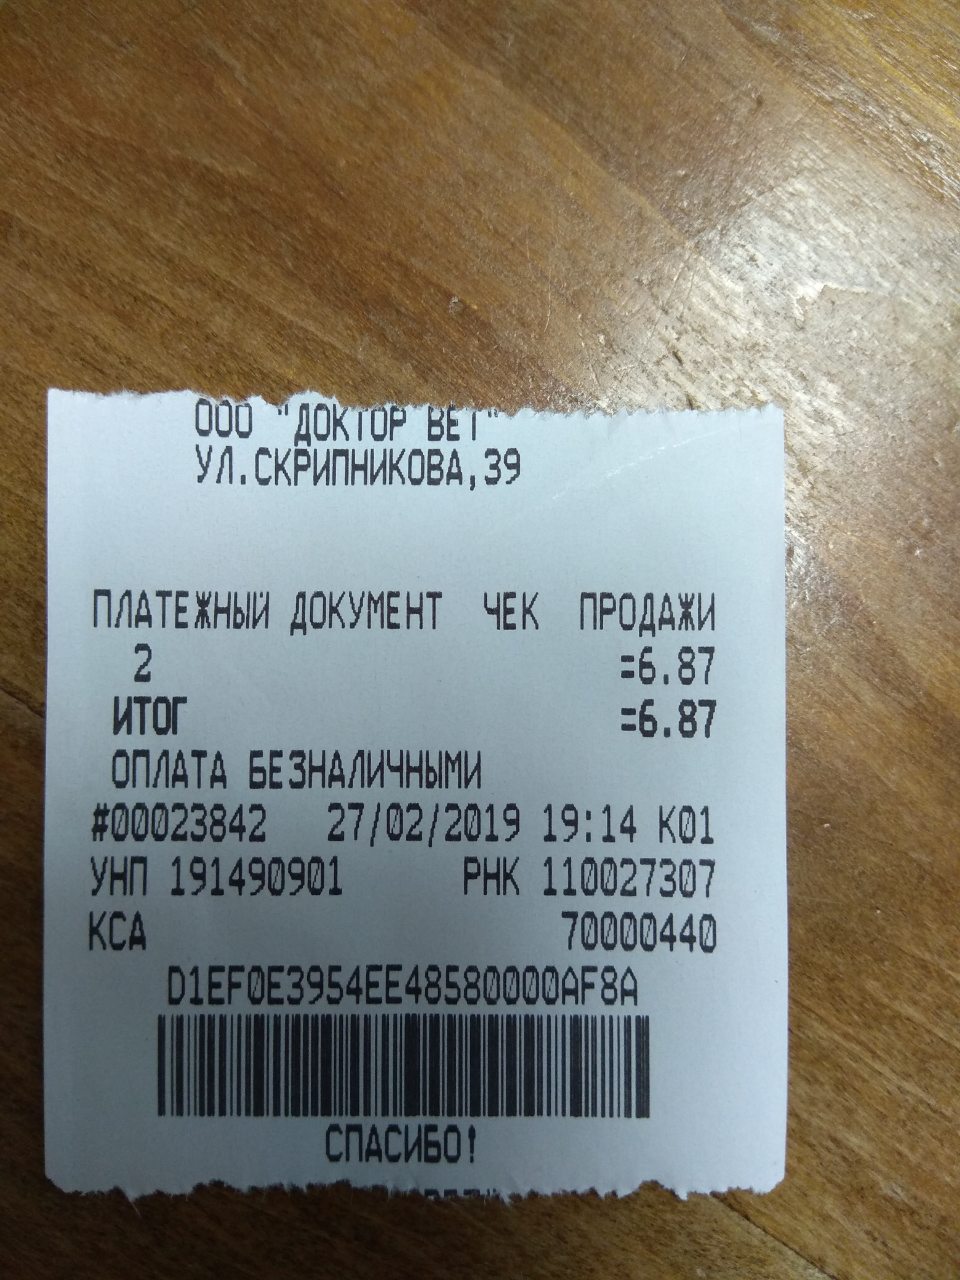 ООО "ДОКТОР ВЕТ"
УЛ.СКРИПНИКОВА,39
ПЛАТЕЖНЫЙ ДОКУМЕНТ ЧЕК ПРОДАЖИ
2 =6.87
ИТОГ =6.87
ОПЛАТА БЕЗНАЛИЧНЫМИ
#00023842 27/02/2019 19:14 К01
УНП 191490901 РНК 110027307
КСА 70000440
D1EF0E3954EE48580000AF8A
СПАСИБО!